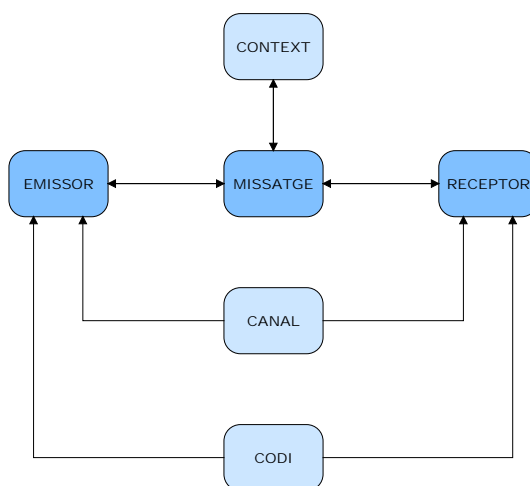 CONTEXT
EMISSOR
MISSATGE
RECEPTOR
CANAL
CODI